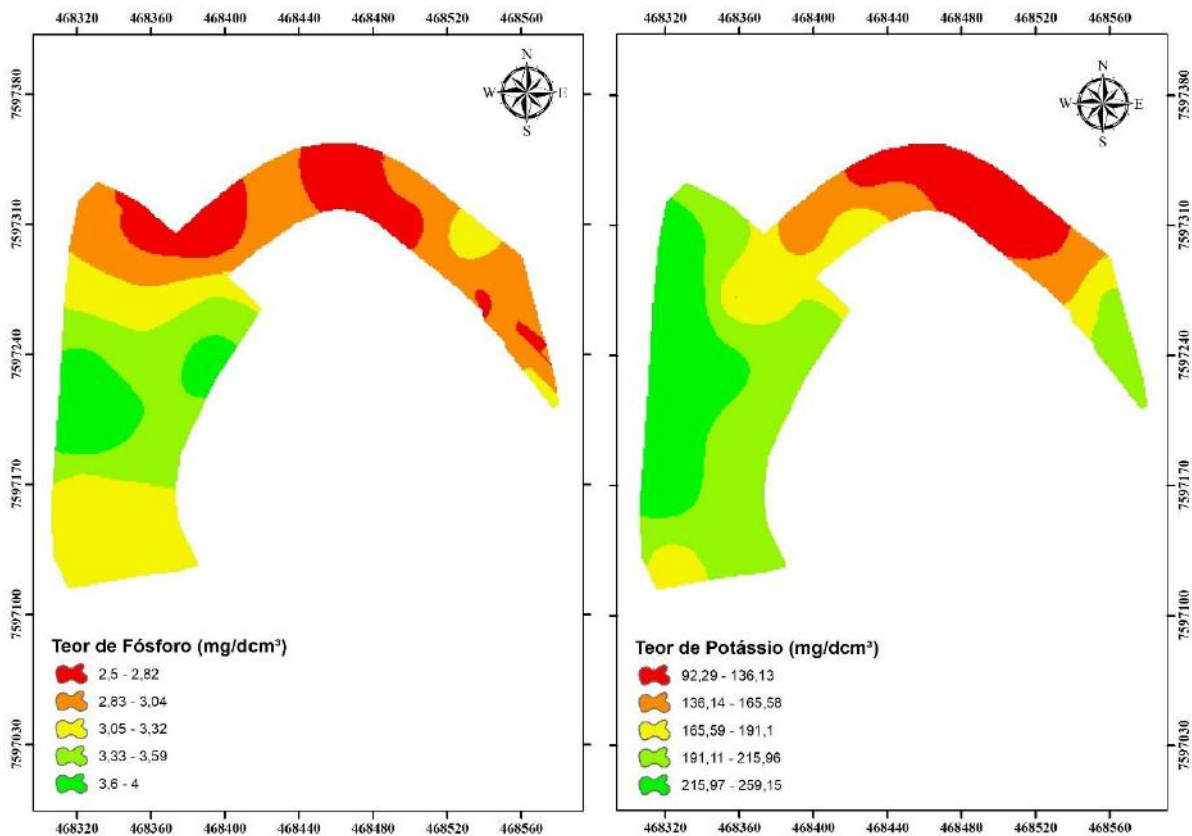 468320 468360 468400 468440 468480 468520 468560
468320 468360 468400 468440 468480 468520 468560
N
W E
S
N
W E
S
7597380
7597310
7597240
7597170
7597100
7597030
7597380
7597310
7597240
7597170
7597100
7597030
Teor de Fósforo (mg/dcm³)
2,5 - 2,82
2,83 - 3,04
3,05 - 3,32
3,33 - 3,59
3,6 - 4
Teor de Potássio (mg/dcm³)
92,29 - 136,13
136,14 - 165,58
165,59 - 191,1
191,11 - 215,96
215,97 - 259,15
468320 468360 468400 468440 468480 468520 468560
468320 468360 468400 468440 468480 468520 468560